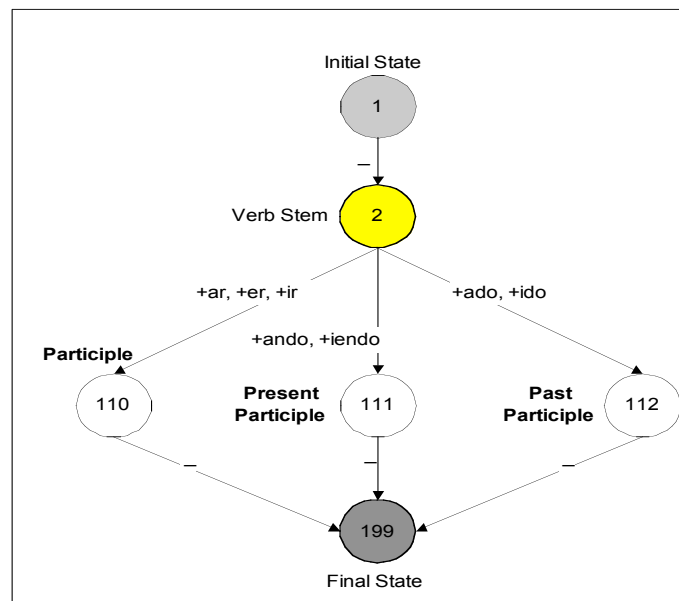 Initial State
1
–
Verb Stem
2
+ar, +er, +ir
+ado, +ido
+ando, +iendo
Participle
110
Present
Participle
111
Past
Participle
112
–
–
–
199
Final State